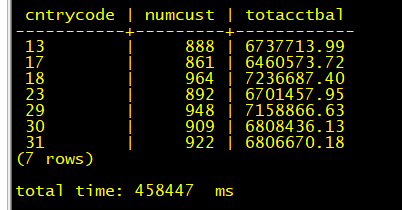 cntrycode | numcust | totacctbal
-----------+---------+------------
13 | 888 | 6737713.99
17 | 861 | 6460573.72
18 | 964 | 7236687.40
23 | 892 | 6701457.95
29 | 948 | 7158866.63
30 | 909 | 6808436.13
31 | 922 | 6806670.18
(7 rows)
total time: 458447 ms